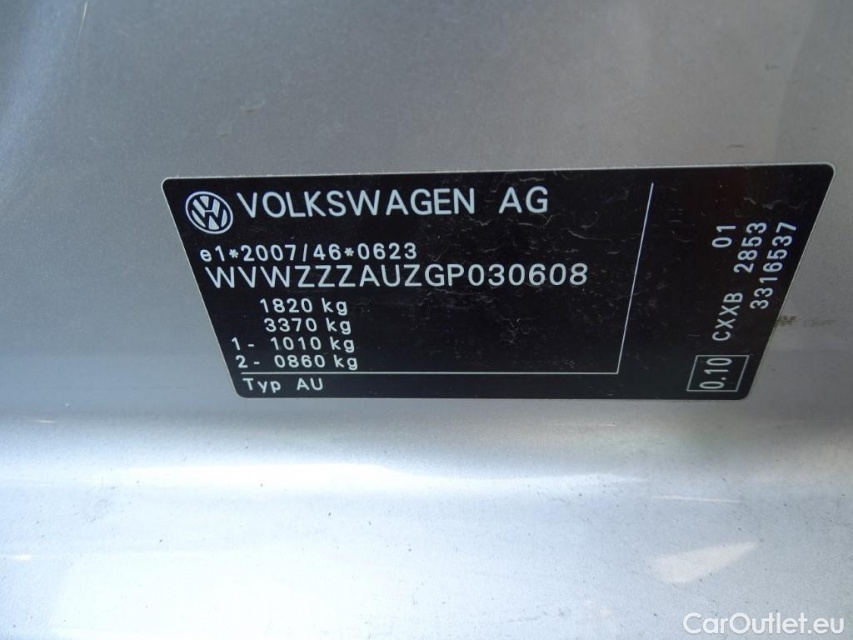 VOLKSWAGEN AG
e1*2007/46*0623
WVWZZZAUZGP030608
1820 kg
3370 kg
1 - 1010 kg
2 - 0860 kg
Typ AU
01
CXXB 2853
3316537
0.10
CarOutlet.eu